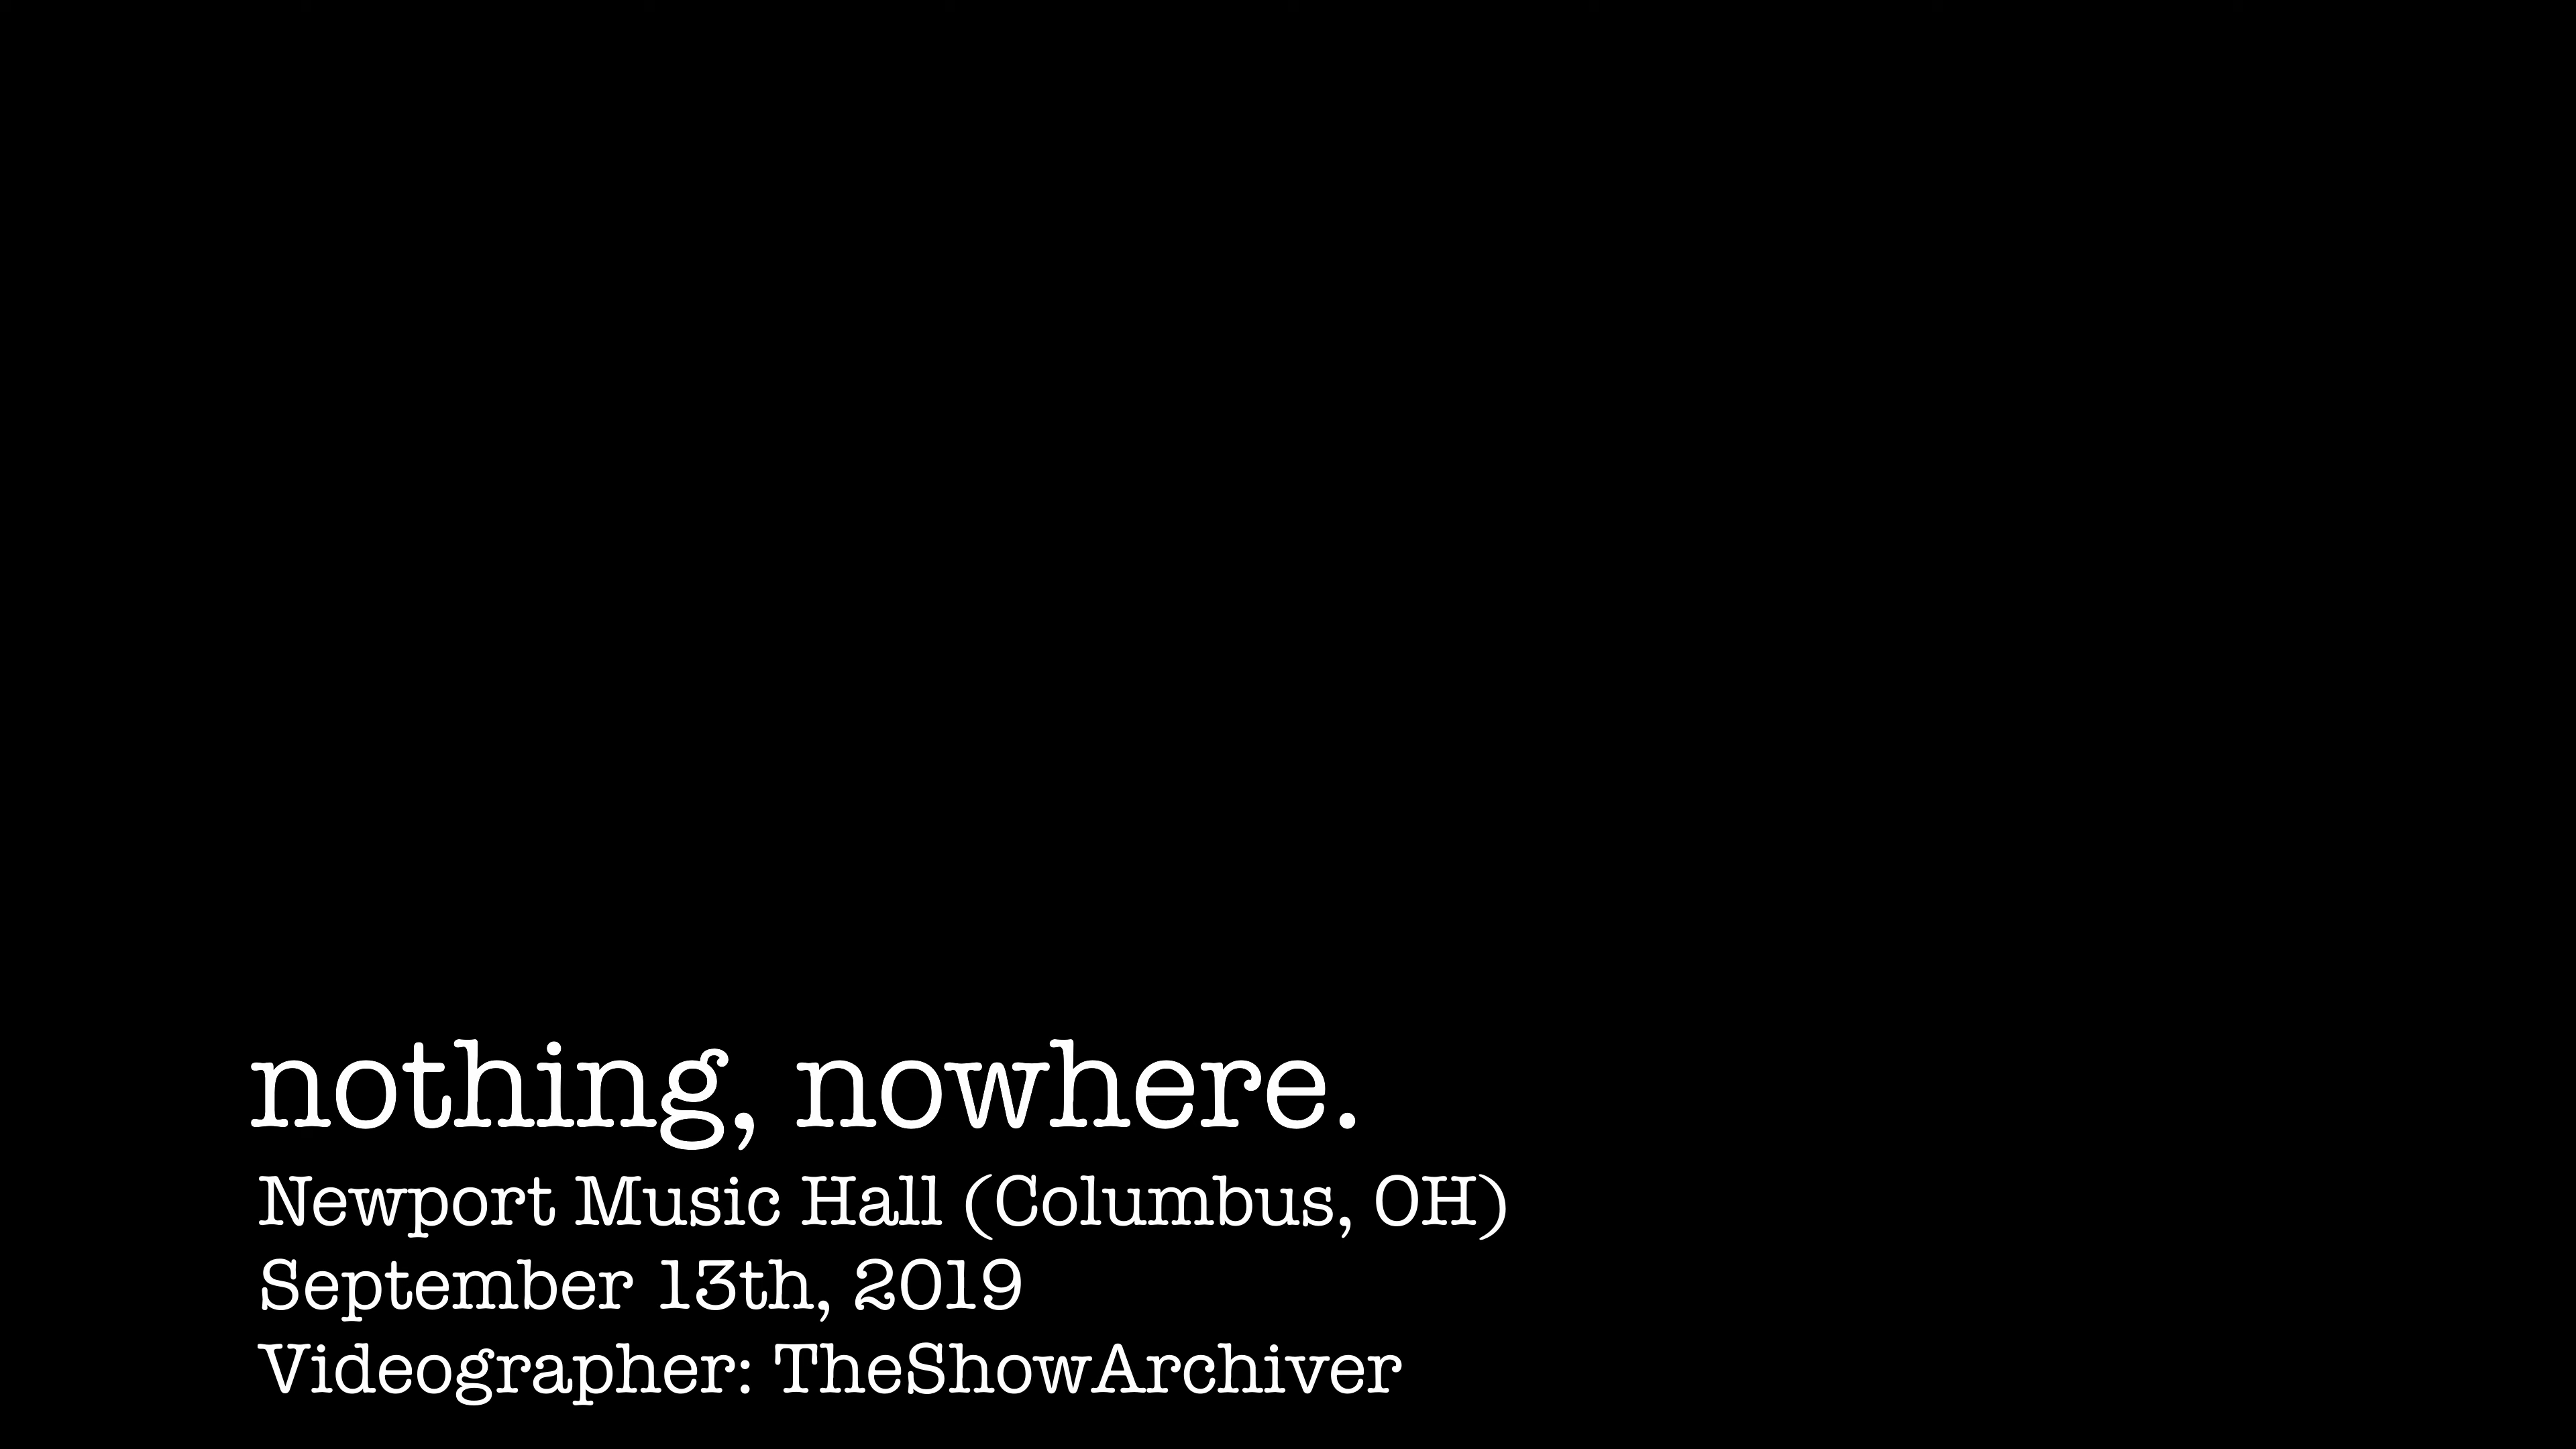 nothing, nowhere.
Newport Music Hall (Columbus, OH)
September 13th, 2019
Videographer: TheShowArchiver